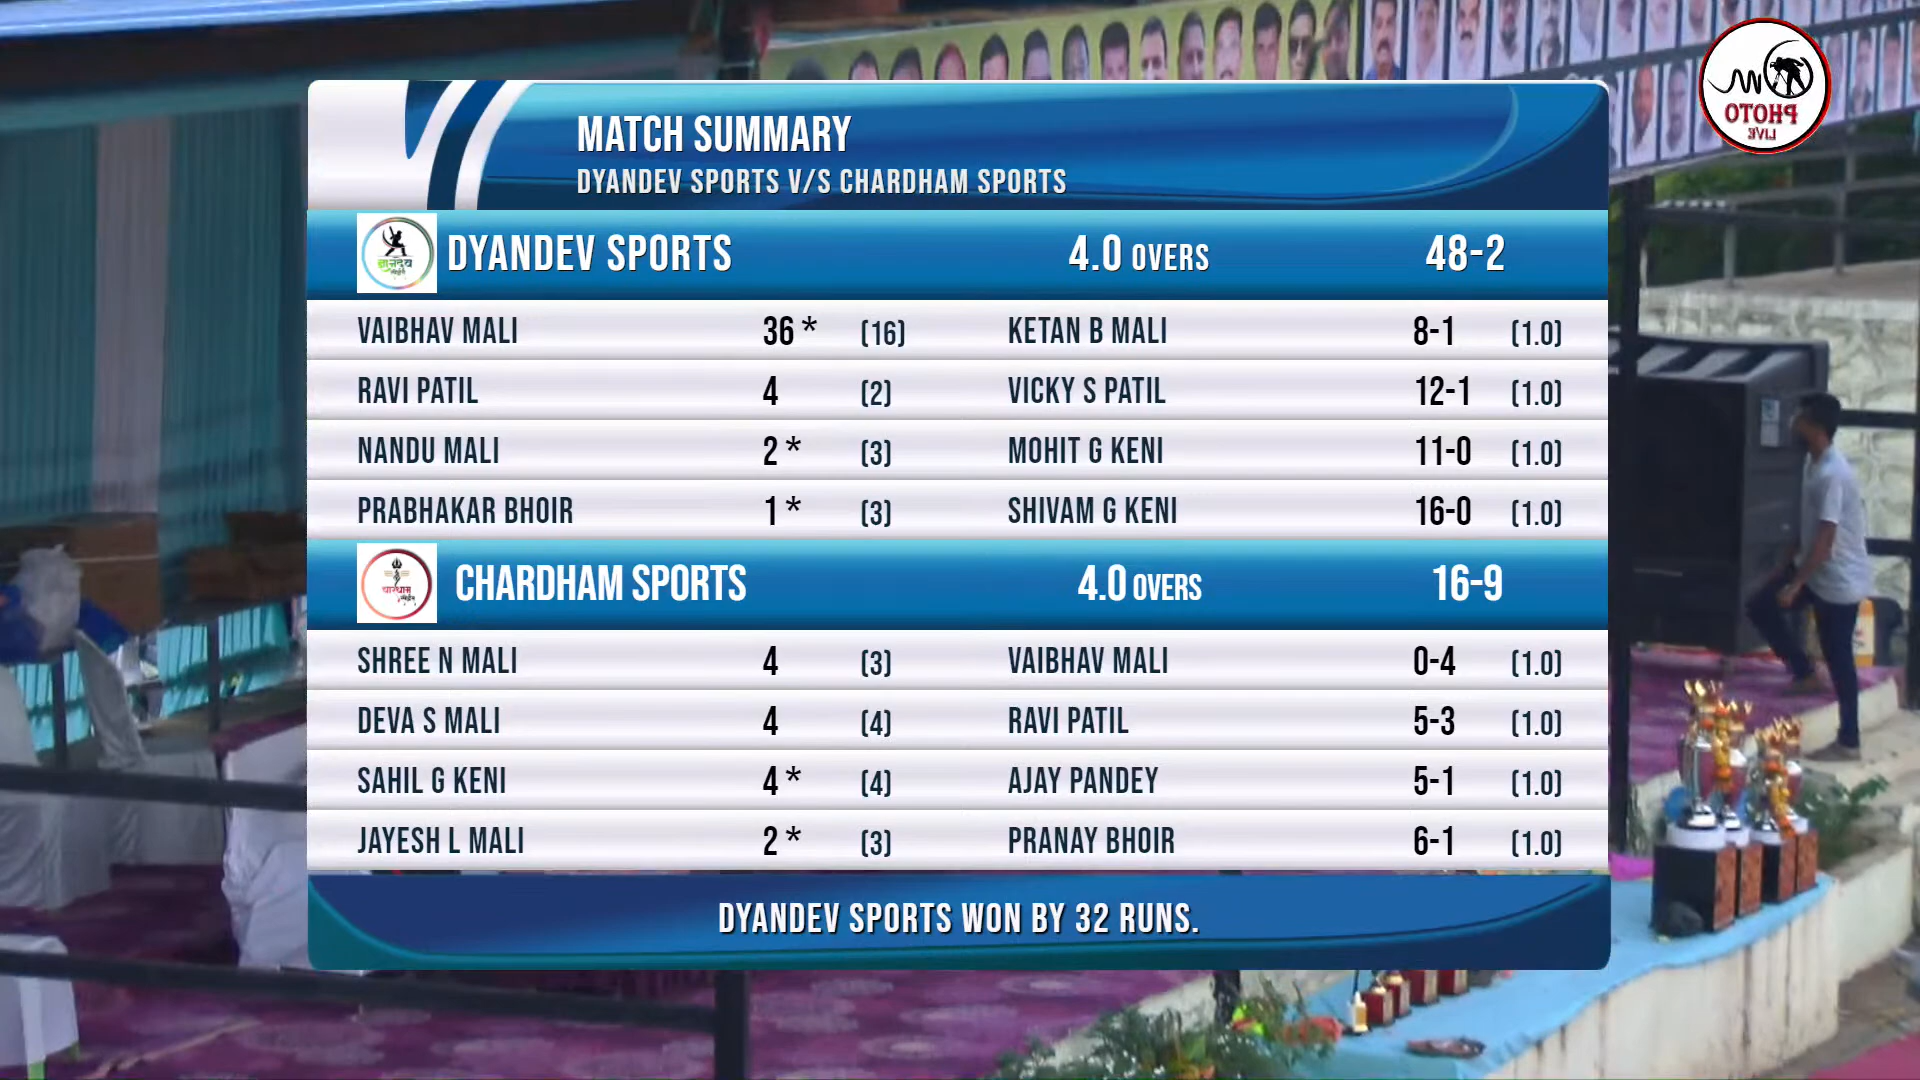 PHOTO
LIVE
MATCH SUMMARY
DYANDEV SPORTS V/S CHARDHAM SPORTS
ज्ञानदेव
DYANDEV SPORTS 4.0 OVERS 48-2
VAIBHAV MALI 36 * (16) KETAN B MALI 8-1 (1.0)
RAVI PATIL 4 (2) VICKY S PATIL 12-1 (1.0)
NANDU MALI 2 * (3) MOHIT G KENI 11-0 (1.0)
PRABHAKAR BHOIR 1 * (3) SHIVAM G KENI 16-0 (1.0)
चारधाम
CHARDHAM SPORTS 4.0 OVERS 16-9
SHREE N MALI 4 (3) VAIBHAV MALI 0-4 (1.0)
DEVA S MALI 4 (4) RAVI PATIL 5-3 (1.0)
SAHIL G KENI 4 * (4) AJAY PANDEY 5-1 (1.0)
JAYESH L MALI 2 * (3) PRANAY BHOIR 6-1 (1.0)
DYANDEV SPORTS WON BY 32 RUNS.